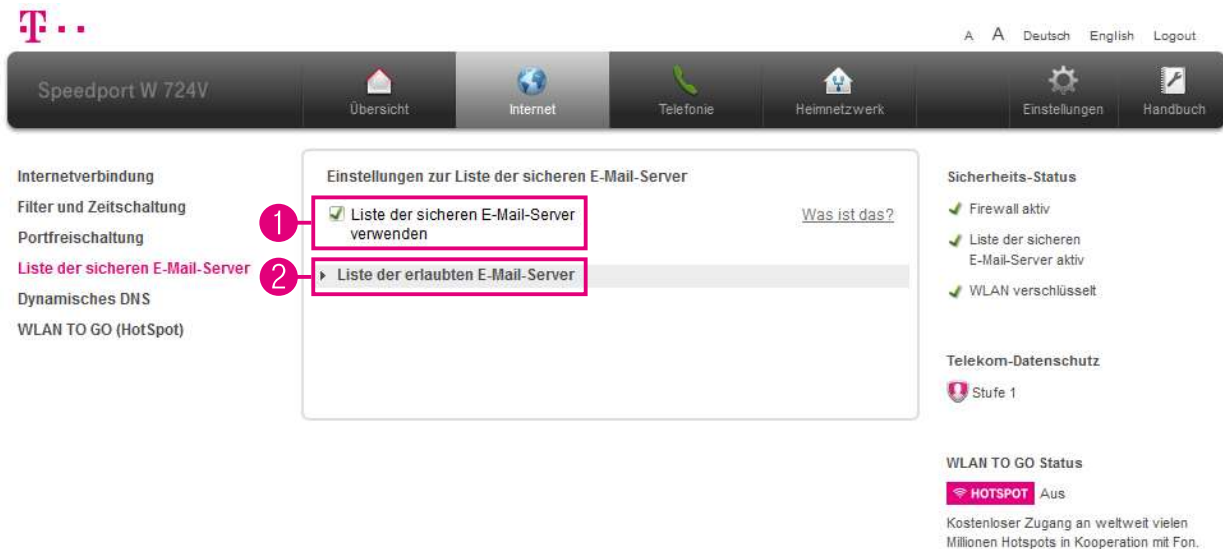 T
A A Deutsch English Logout
Speedport W 724V
Übersicht
Internet
Telefonie
Heimnetzwerk
Einstellungen
Handbuch
Internetverbindung
Filter und Zeitschaltung
Portfreischaltung
Liste der sicheren E-Mail-Server
Dynamisches DNS
WLAN TO GO (HotSpot)
Einstellungen zur Liste der sicheren E-Mail-Server
1
Liste der sicheren E-Mail-Server
verwenden
Was ist das?
2
Liste der erlaubten E-Mail-Server
Sicherheits-Status
Firewall aktiv
Liste der sicheren
E-Mail-Server aktiv
WLAN verschlüsselt
Telekom-Datenschutz
Stufe 1
WLAN TO GO Status
HOTSPOT Aus
Kostenloser Zugang an weltweit vielen
Millionen Hotspots in Kooperation mit Fon.